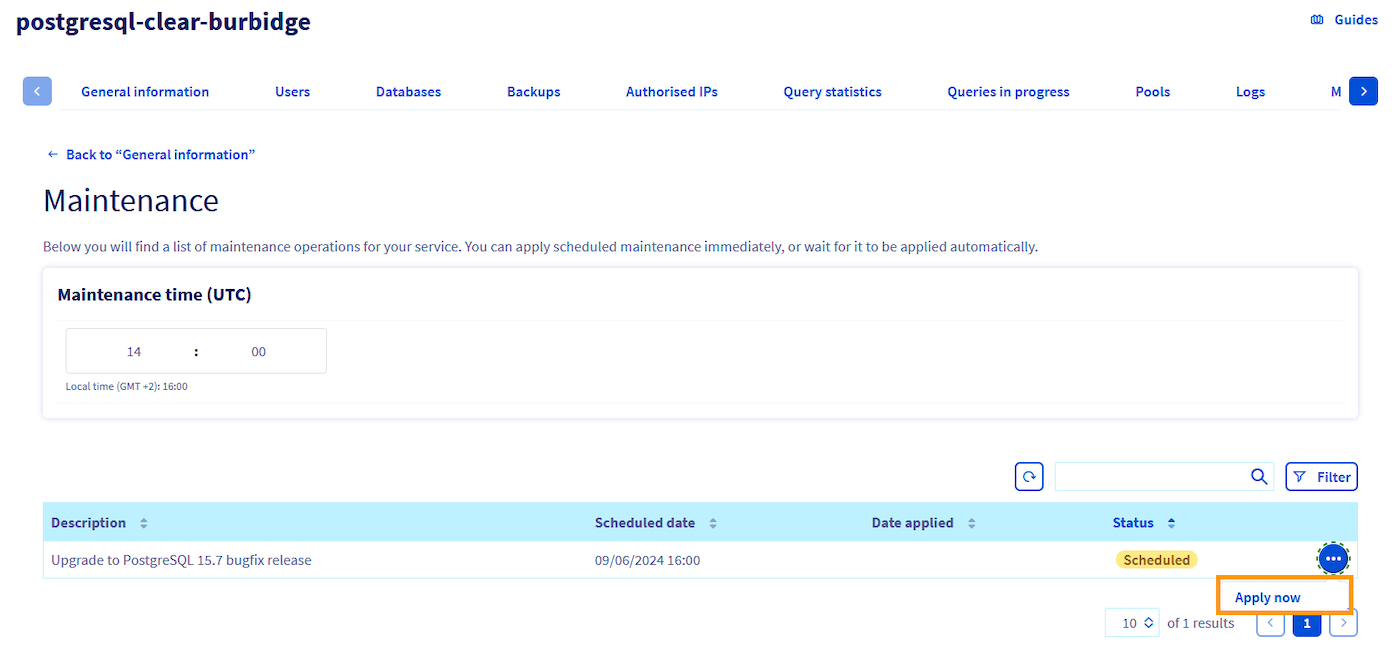 postgresql-clear-burbidge
Guides
General information Users Databases Backups Authorised IPs Query statistics Queries in progress Pools Logs M
← Back to “General information”
Maintenance
Below you will find a list of maintenance operations for your service. You can apply scheduled maintenance immediately, or wait for it to be applied automatically.
Maintenance time (UTC)
14 : 00
Local time (GMT +2): 16:00
Filter
Description Scheduled date Date applied Status
Upgrade to PostgreSQL 15.7 bugfix release 09/06/2024 16:00 Scheduled
Apply now
10 of 1 results 1